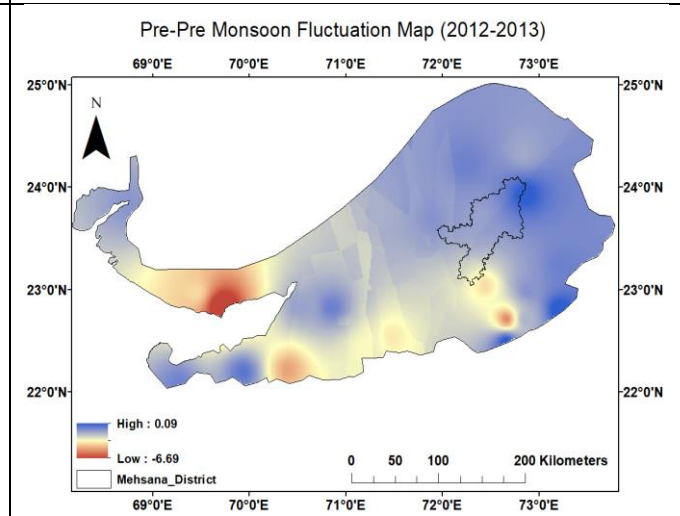 Pre-Pre Monsoon Fluctuation Map (2012-2013)
69°0'E 70°0'E 71°0'E 72°0'E 73°0'E
25°0'N 25°0'N
N
24°0'N 24°0'N
23°0'N 23°0'N
22°0'N 22°0'N
High : 0.09
Low : -6.69
Mehsana_District
0 50 100 200 Kilometers
69°0'E 70°0'E 71°0'E 72°0'E 73°0'E